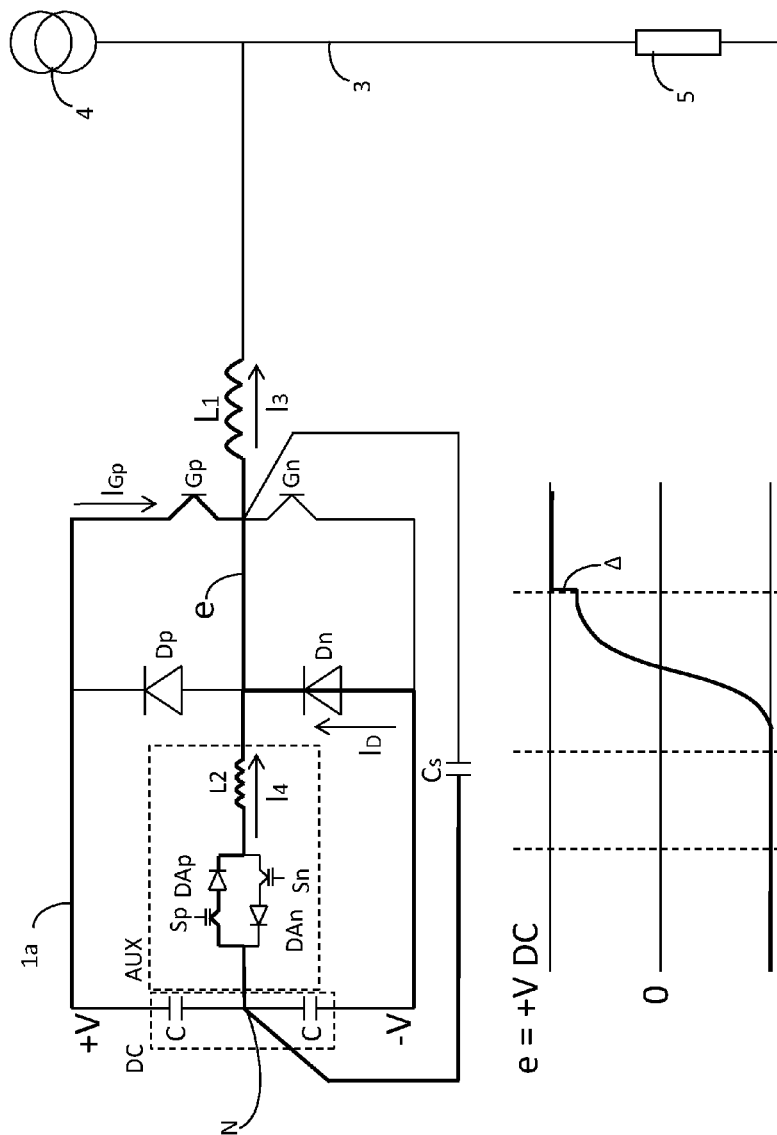 1a
+V
AUX
DC
C
C
N
-V
Sp
DAp
DAn
Sn
L2
I4
Dp
Dn
ID
Cs
e
IGp
Gp
Gn
L1
I3
4
3
5
e = +V DC
0
Δ